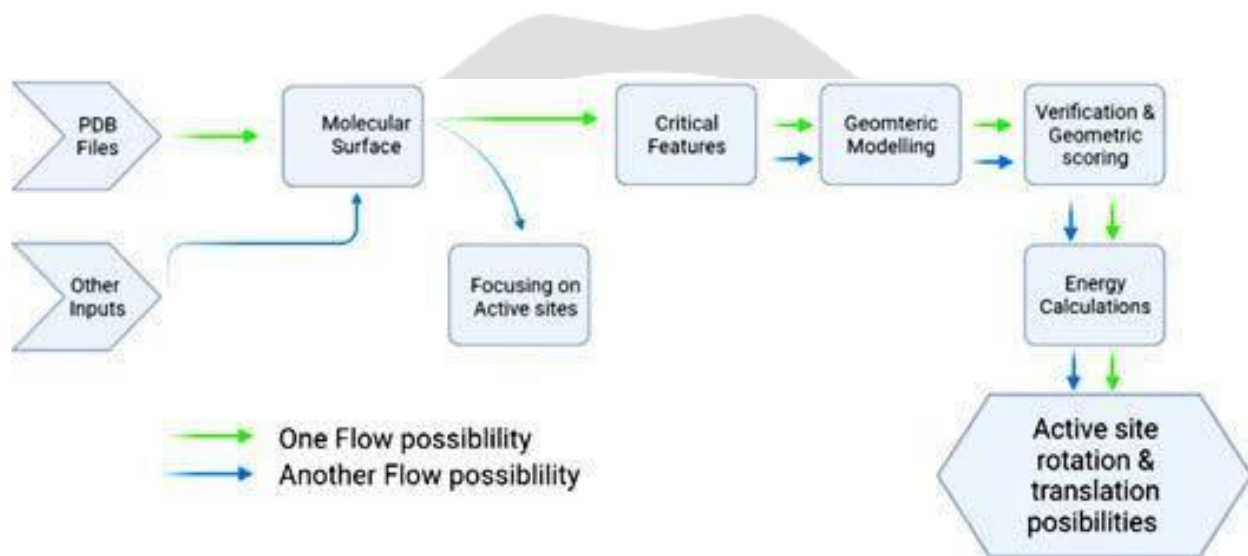 PDB
Files
Molecular
Surface
Critical
Features
Geomteric
Modelling
Verification &
Geometric
scoring
Other
Inputs
Focusing on
Active sites
Energy
Calculations
One Flow possiblility
Another Flow possiblility
Active site
rotation &
translation
posibilities